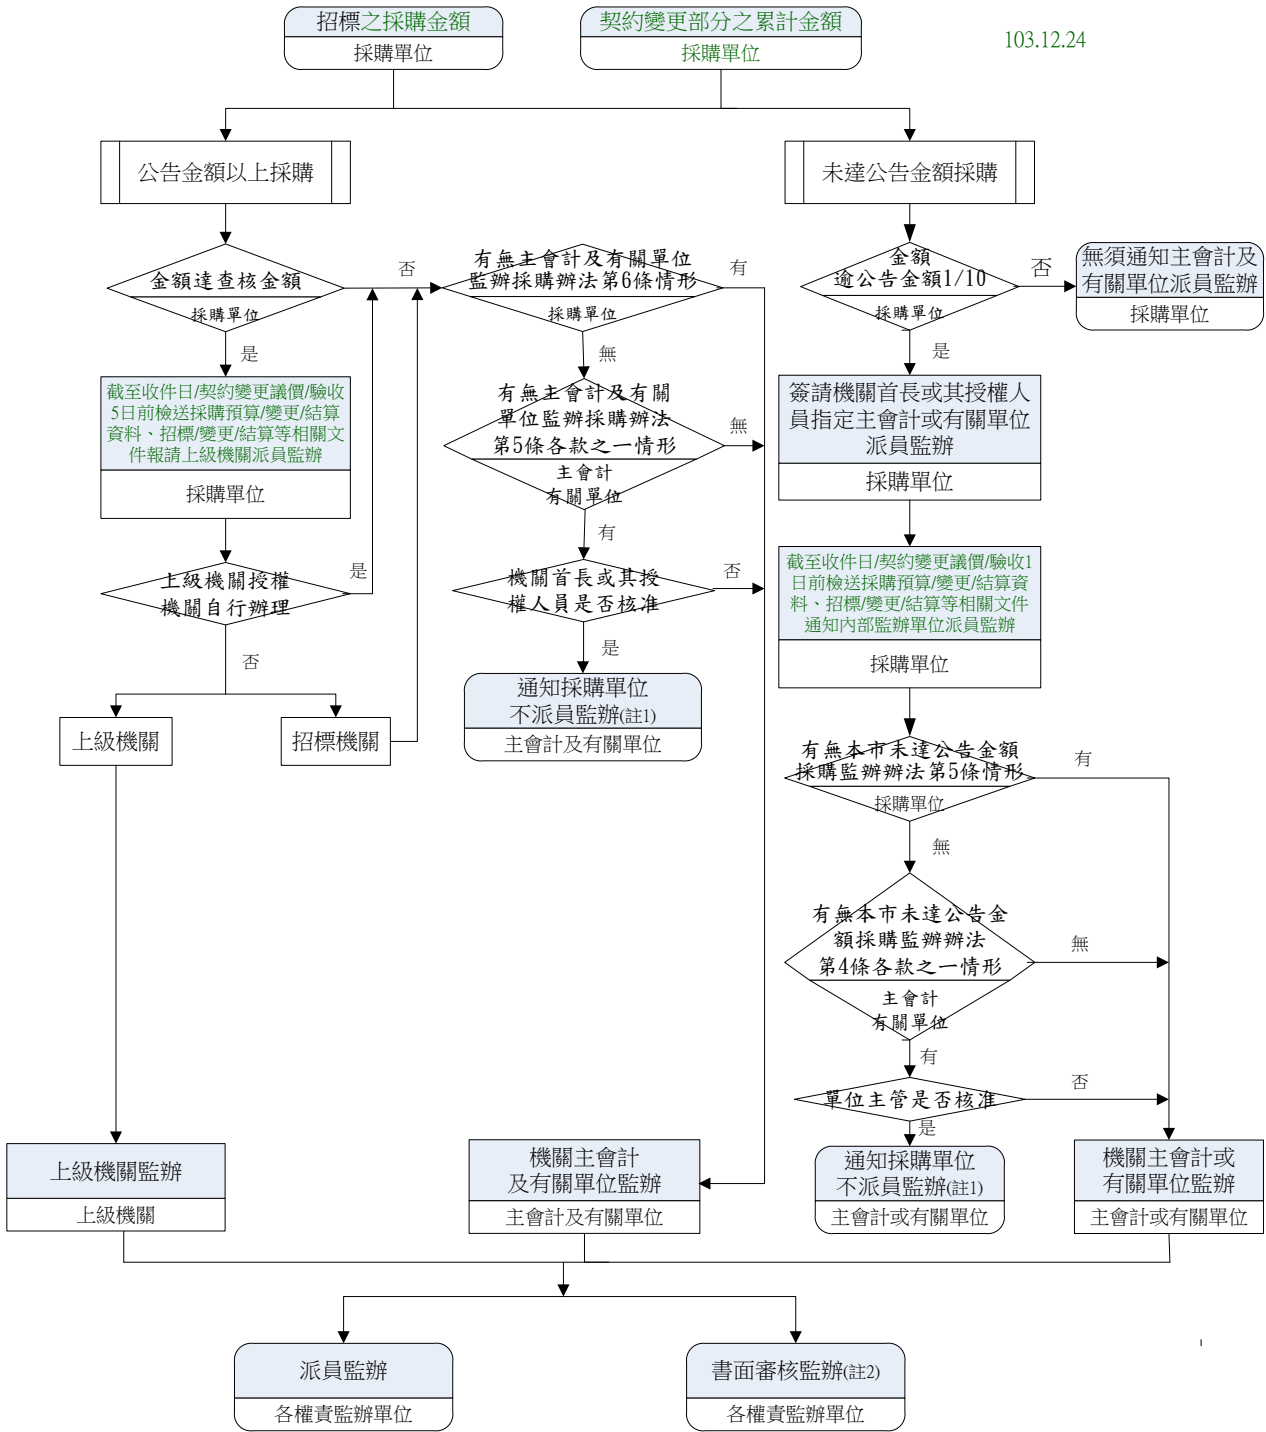 招標之採購金額
採購單位
契約變更部分之累計金額
採購單位
103.12.24
公告金額以上採購
未達公告金額採購
金額達查核金額
採購單位
否
有無主會計及有關單位
監辦採購辦法第6條情形
採購單位
有
金額
逾公告金額1/10
採購單位
否
無須通知主會計及
有關單位派員監辦
採購單位
是
無
是
截至收件日/契約變更議價/驗收
5日前檢送採購預算/變更/結算
資料、招標/變更/結算等相關文
件報請上級機關派員監辦
採購單位
有無主會計及有關
單位監辦採購辦法
第5條各款之一情形
主會計
有關單位
無
簽請機關首長或其授權人
員指定主會計或有關單位
派員監辦
採購單位
上級機關授權
機關自行辦理
是
否
有
機關首長或其授
權人員是否核准
否
是
截至收件日/契約變更議價/驗收1
日前檢送採購預算/變更/結算資
料、招標/變更/結算等相關文件
通知內部監辦單位派員監辦
採購單位
上級機關
招標機關
通知採購單位
不派員監辦(註1)
主會計及有關單位
有無本市未達公告金額
採購監辦辦法第5條情形
採購單位
有
無
有無本市未達公告金
額採購監辦辦法
第4條各款之一情形
主會計
有關單位
無
有
單位主管是否核准
否
是
上級機關監辦
上級機關
機關主會計
及有關單位監辦
主會計及有關單位
通知採購單位
不派員監辦(註1)
主會計或有關單位
機關主會計或
有關單位監辦
主會計或有關單位
派員監辦
各權責監辦單位
書面審核監辦(註2)
各權責監辦單位